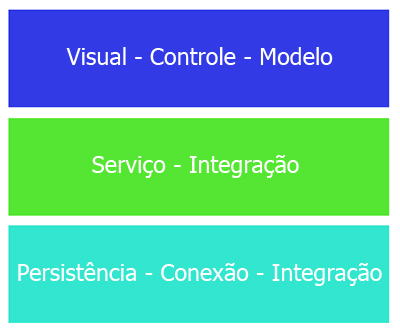 Visual - Controle - Modelo
Serviço - Integração
Persistência - Conexão - Integração